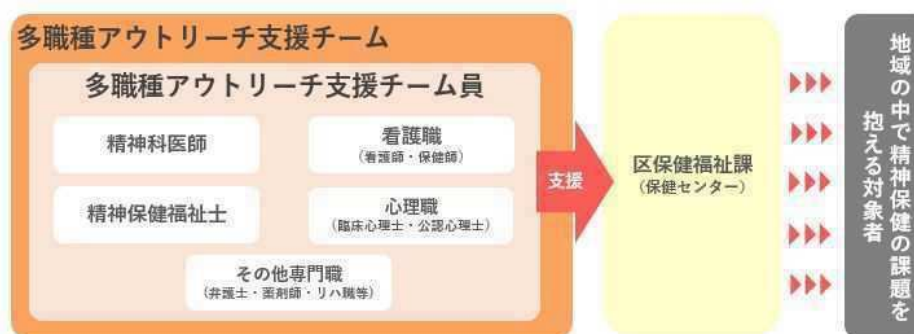 多職種アウトリーチ支援チーム
多職種アウトリーチ支援チーム員
精神科医師
看護職
（看護師・保健師）
精神保健福祉士
心理職
（臨床心理士・公認心理士）
その他専門職
（弁護士・薬剤師・リハ職等）
支援
区保健福祉課
（保健センター）
地域の中で精神保健の課題を
抱える対象者